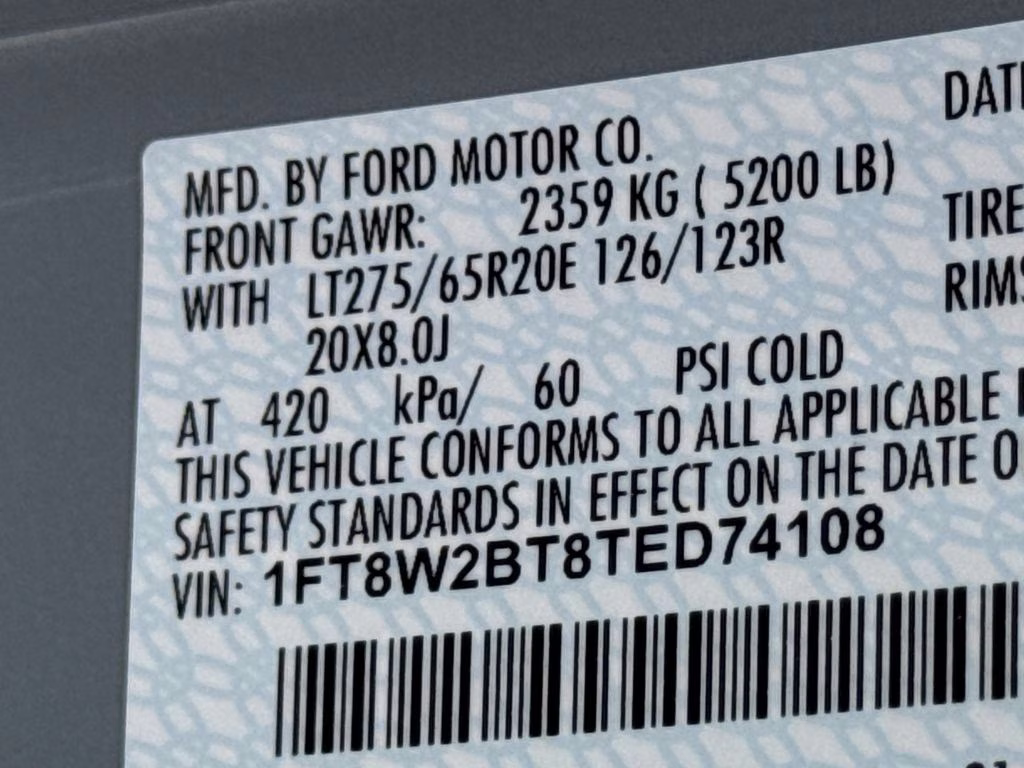 MFD. BY FORD MOTOR CO.
DATE
FRONT GAWR: 2359 KG ( 5200 LB)
WITH LT275/65R20E 126/123R
TIRE
20X8.0J
RIMS
AT 420 kPa/ 60 PSI COLD
THIS VEHICLE CONFORMS TO ALL APPLICABLE
SAFETY STANDARDS IN EFFECT ON THE DATE O
VIN: 1FT8W2BT8TED74108